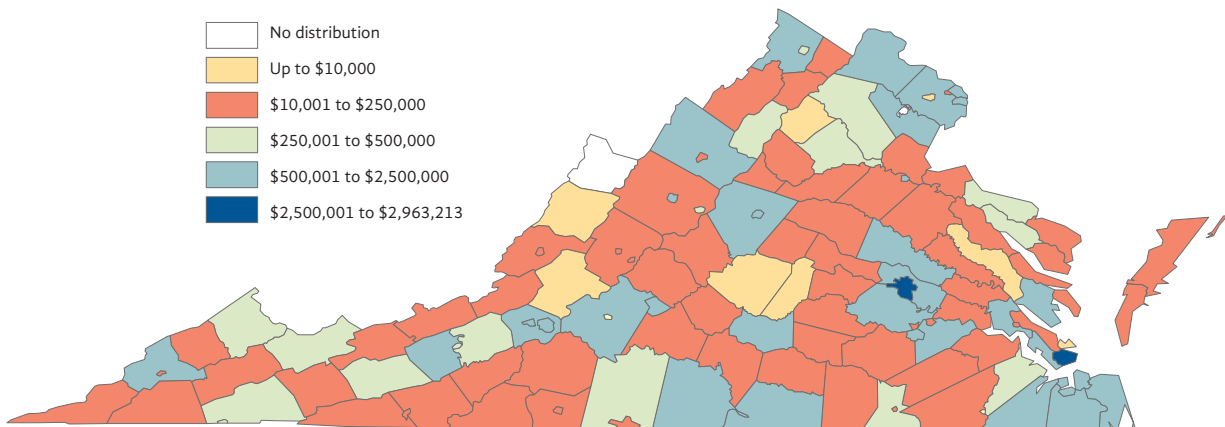 No distribution
Up to $10,000
$10,001 to $250,000
$250,001 to $500,000
$500,001 to $2,500,000
$2,500,001 to $2,963,213